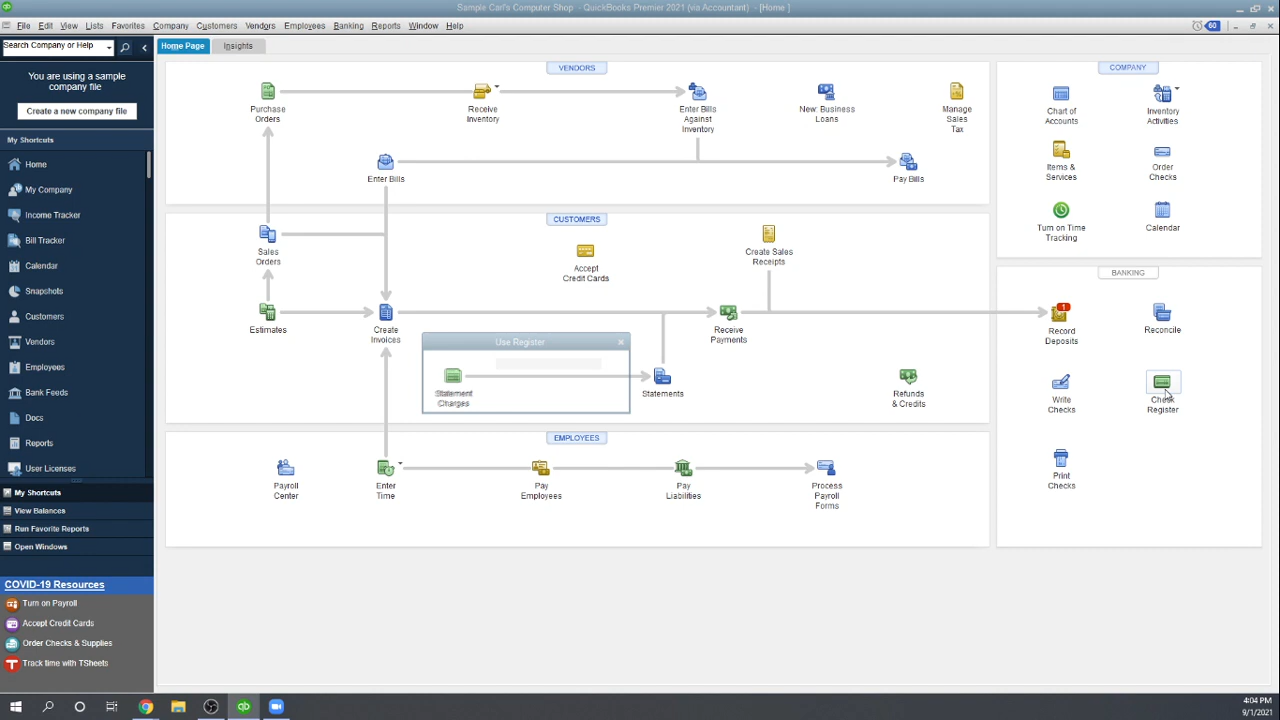 Sample Carl's Computer Shop - QuickBooks Premier 2021 (via Accountant) - [Home ]
File Edit View Lists Favorites Company Customers Vendors Employees Banking Reports Window Help
60
Search Company or Help
Home Page Insights
You are using a sample
company file
Create a new company file
My Shortcuts
Home
My Company
Income Tracker
Bill Tracker
Calendar
Snapshots
Customers
Vendors
Employees
Bank Feeds
Docs
Reports
User Licenses
My Shortcuts
View Balances
Run Favorite Reports
Open Windows
COVID-19 Resources
Turn on Payroll
Accept Credit Cards
Order Checks & Supplies
Track time with TSheets
VENDORS
Purchase
Orders
Receive
Inventory
Enter Bills
Against
Inventory
New: Business
Loans
Manage
Sales
Tax
Enter Bills
Pay Bills
CUSTOMERS
Sales
Orders
Accept
Credit Cards
Create Sales
Receipts
Estimates
Create
Invoices
Receive
Payments
Use Register
Statement
Charges
Statements
Refunds
& Credits
EMPLOYEES
Payroll
Center
Enter
Time
Pay
Employees
Pay
Liabilities
Process
Payroll
Forms
COMPANY
Chart of
Accounts
Inventory
Activities
Items &
Services
Order
Checks
Turn on Time
Tracking
Calendar
BANKING
1
Record
Deposits
Reconcile
Write
Checks
Check
Register
Print
Checks
4:04 PM
9/1/2021